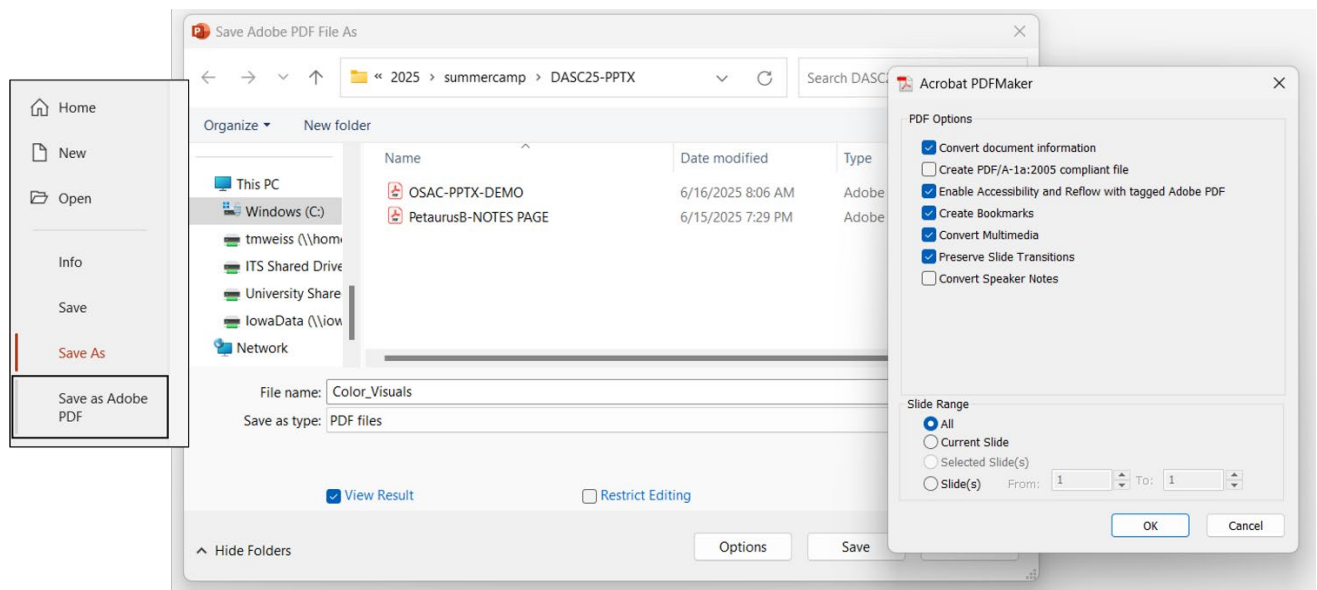 Home
New
Open
Info
Save
Save As
Save as Adobe
PDF
Save Adobe PDF File As
« 2025 > summercamp > DASC25-PPTX
Search DASC
Organize
New folder
Name
Date modified
Type
This PC
Windows (C:)
tmweiss (\\hom
ITS Shared Drive
University Share
IowaData (\\iow
Network
OSAC-PPTX-DEMO
6/16/2025 8:06 AM
Adobe
PetaurusB-NOTES PAGE
6/15/2025 7:29 PM
Adobe
File name: Color_Visuals
Save as type: PDF files
View Result
Restrict Editing
Hide Folders
Options
Save
Acrobat PDFMaker
PDF Options
Convert document information
Create PDF/A-1a:2005 compliant file
Enable Accessibility and Reflow with tagged Adobe PDF
Create Bookmarks
Convert Multimedia
Preserve Slide Transitions
Convert Speaker Notes
Slide Range
All
Current Slide
Selected Slide(s)
Slide(s) From: 1 To: 1
OK
Cancel